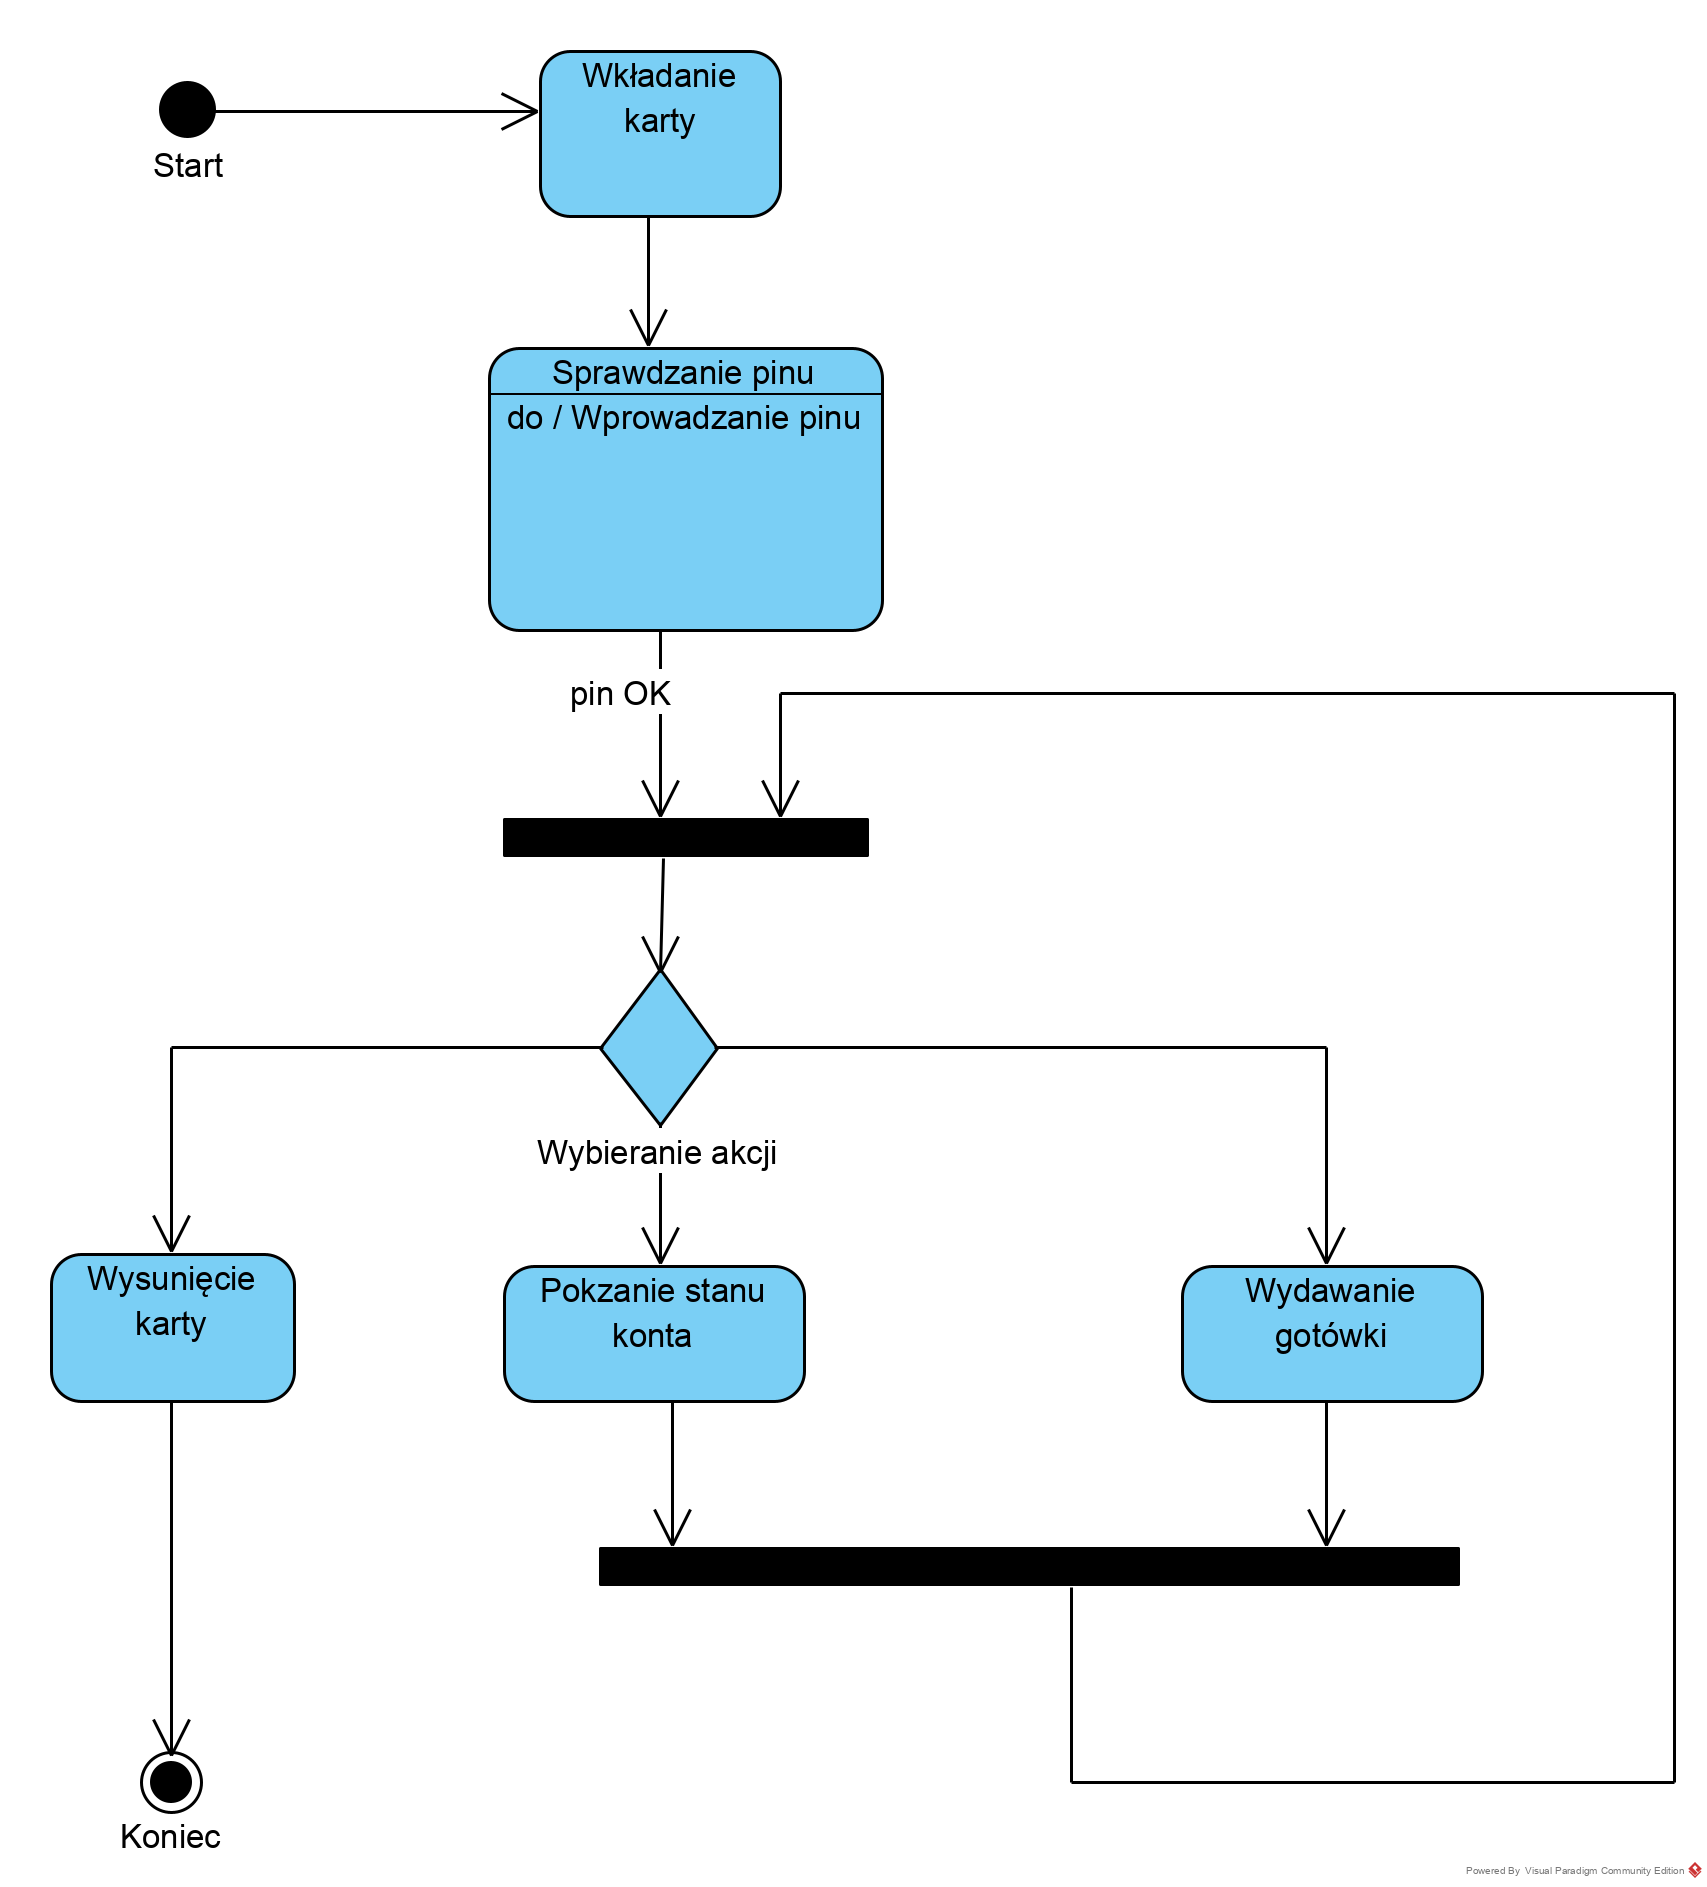 Wkładanie
karty
Start
Sprawdzanie pinu
do / Wprowadzanie pinu
pin OK
Wybieranie akcji
Wysunięcie
karty
Pokzanie stanu
konta
Wydawanie
gotówki
Koniec
Powered By Visual Paradigm Community Edition